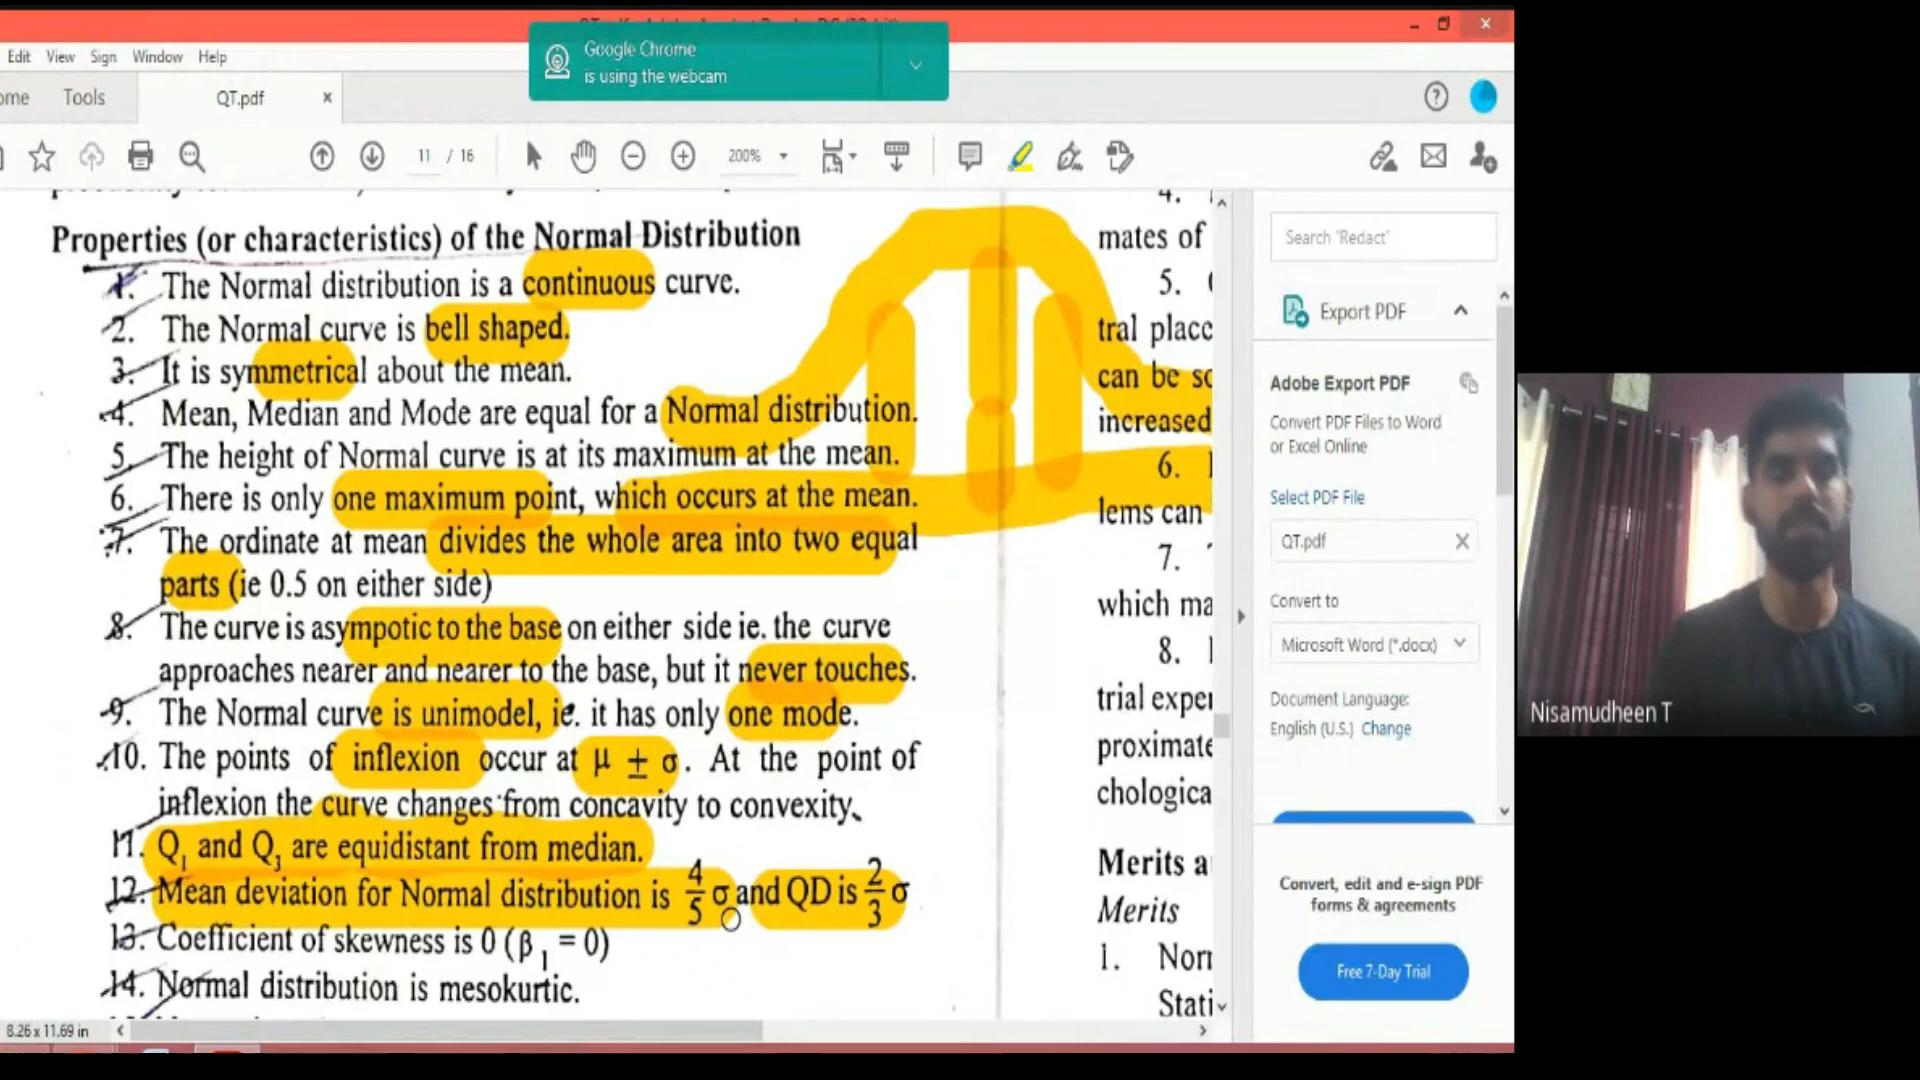 Google Chrome
is using the webcam
Edit View Sign Window Help
Tools
QT.pdf
11 / 16
200%
Properties (or characteristics) of the Normal Distribution
1. The Normal distribution is a continuous curve.
2. The Normal curve is bell shaped.
3. It is symmetrical about the mean.
4. Mean, Median and Mode are equal for a Normal distribution.
5. The height of Normal curve is at its maximum at the mean.
6. There is only one maximum point, which occurs at the mean.
7. The ordinate at mean divides the whole area into two equal
parts (ie 0.5 on either side)
8. The curve is asympotic to the base on either side ie. the curve
approaches nearer and nearer to the base, but it never touches.
9. The Normal curve is unimodel, ie. it has only one mode.
10. The points of inflexion occur at μ ± σ. At the point of
inflexion the curve changes from concavity to convexity.
11. Q₁ and Q₃ are equidistant from median.
12. Mean deviation for Normal distribution is 4/5 σ and QD is 2/3 σ
13. Coefficient of skewness is 0 (β₁ = 0)
14. Normal distribution is mesokurtic.
4.
mates of
5.
tral place
can be so
increased
6.
lems can
7.
which ma
8.
trial exper
proximate
chologica
Merits a
Merits
1. Norm
Stati
8.26 x 11.69 in
Search 'Redact'
Export PDF
Adobe Export PDF
Convert PDF Files to Word
or Excel Online
Select PDF File
QT.pdf
Convert to
Microsoft Word (*.docx)
Document Language:
English (U.S.) Change
Convert, edit and e-sign PDF
forms & agreements
Free 7-Day Trial
Nisamudheen T